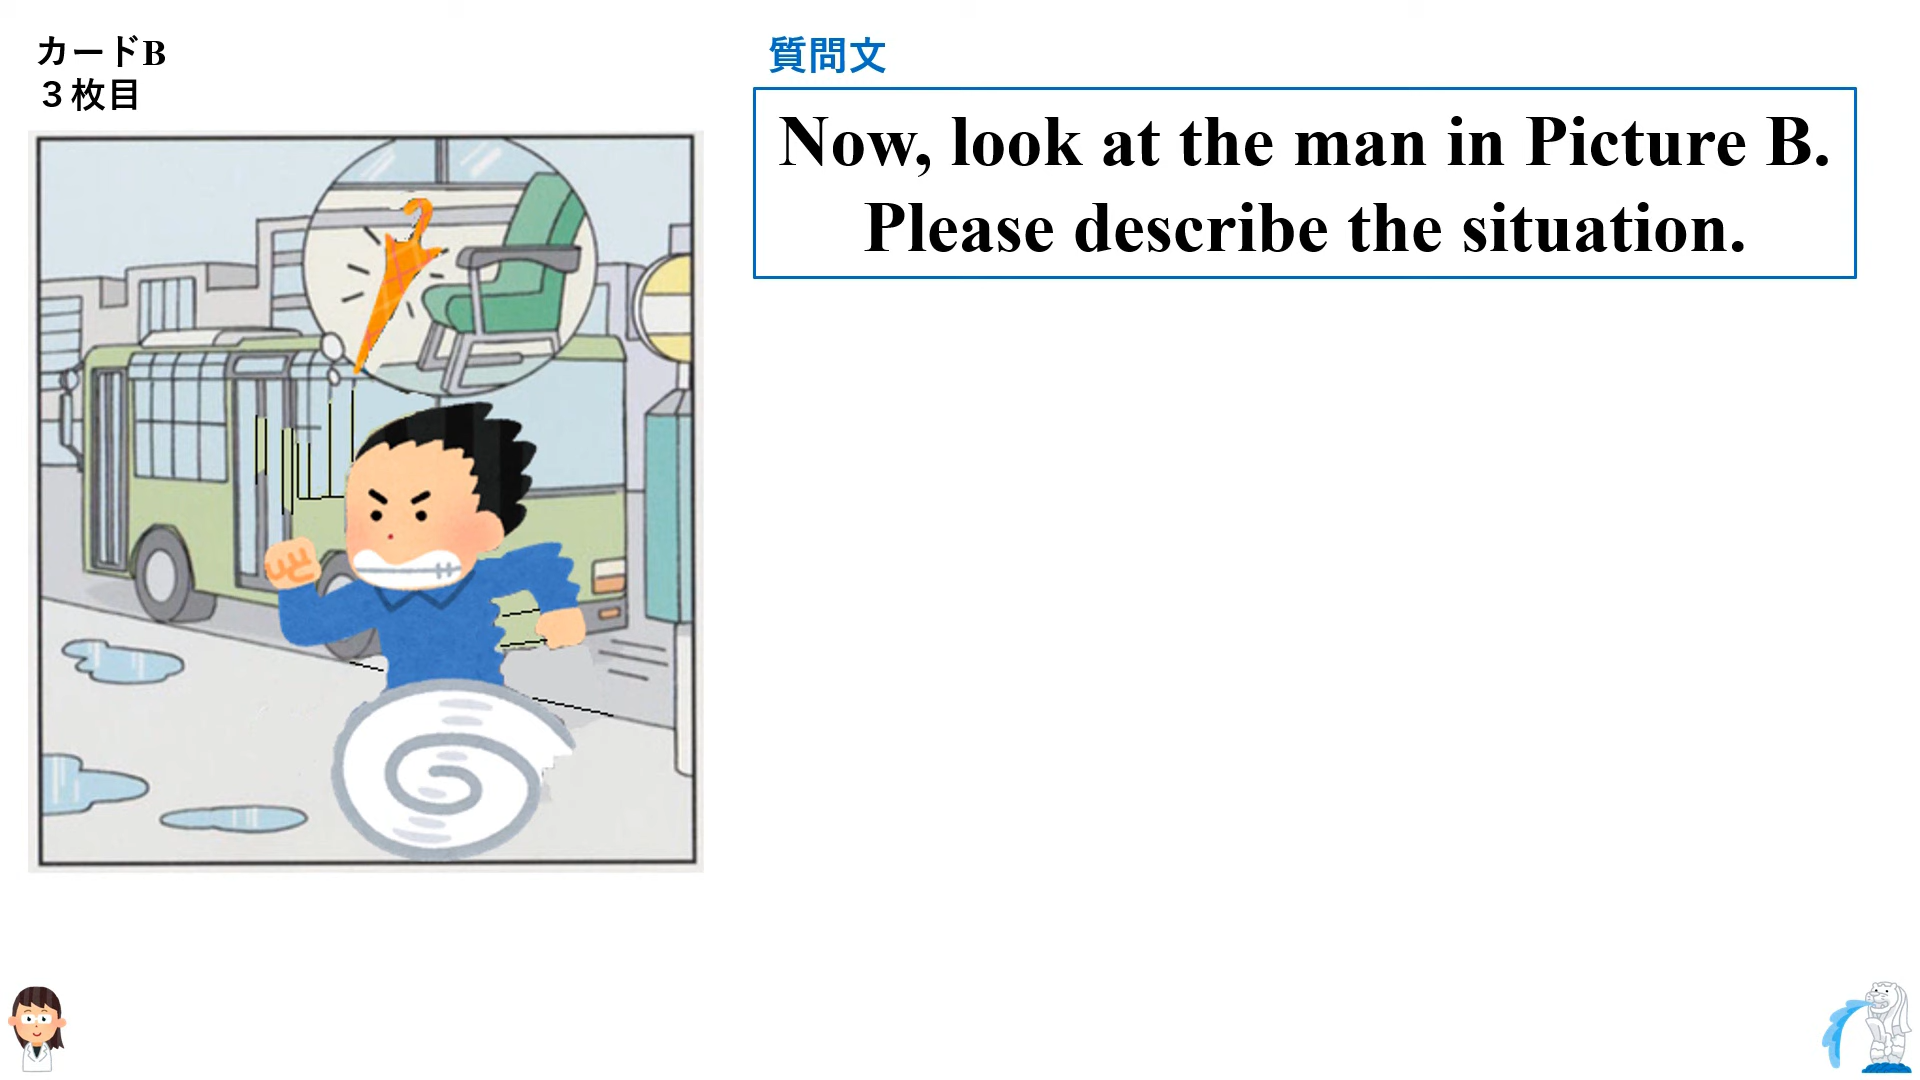 カードB
３枚目
質問文
Now, look at the man in Picture B.
Please describe the situation.